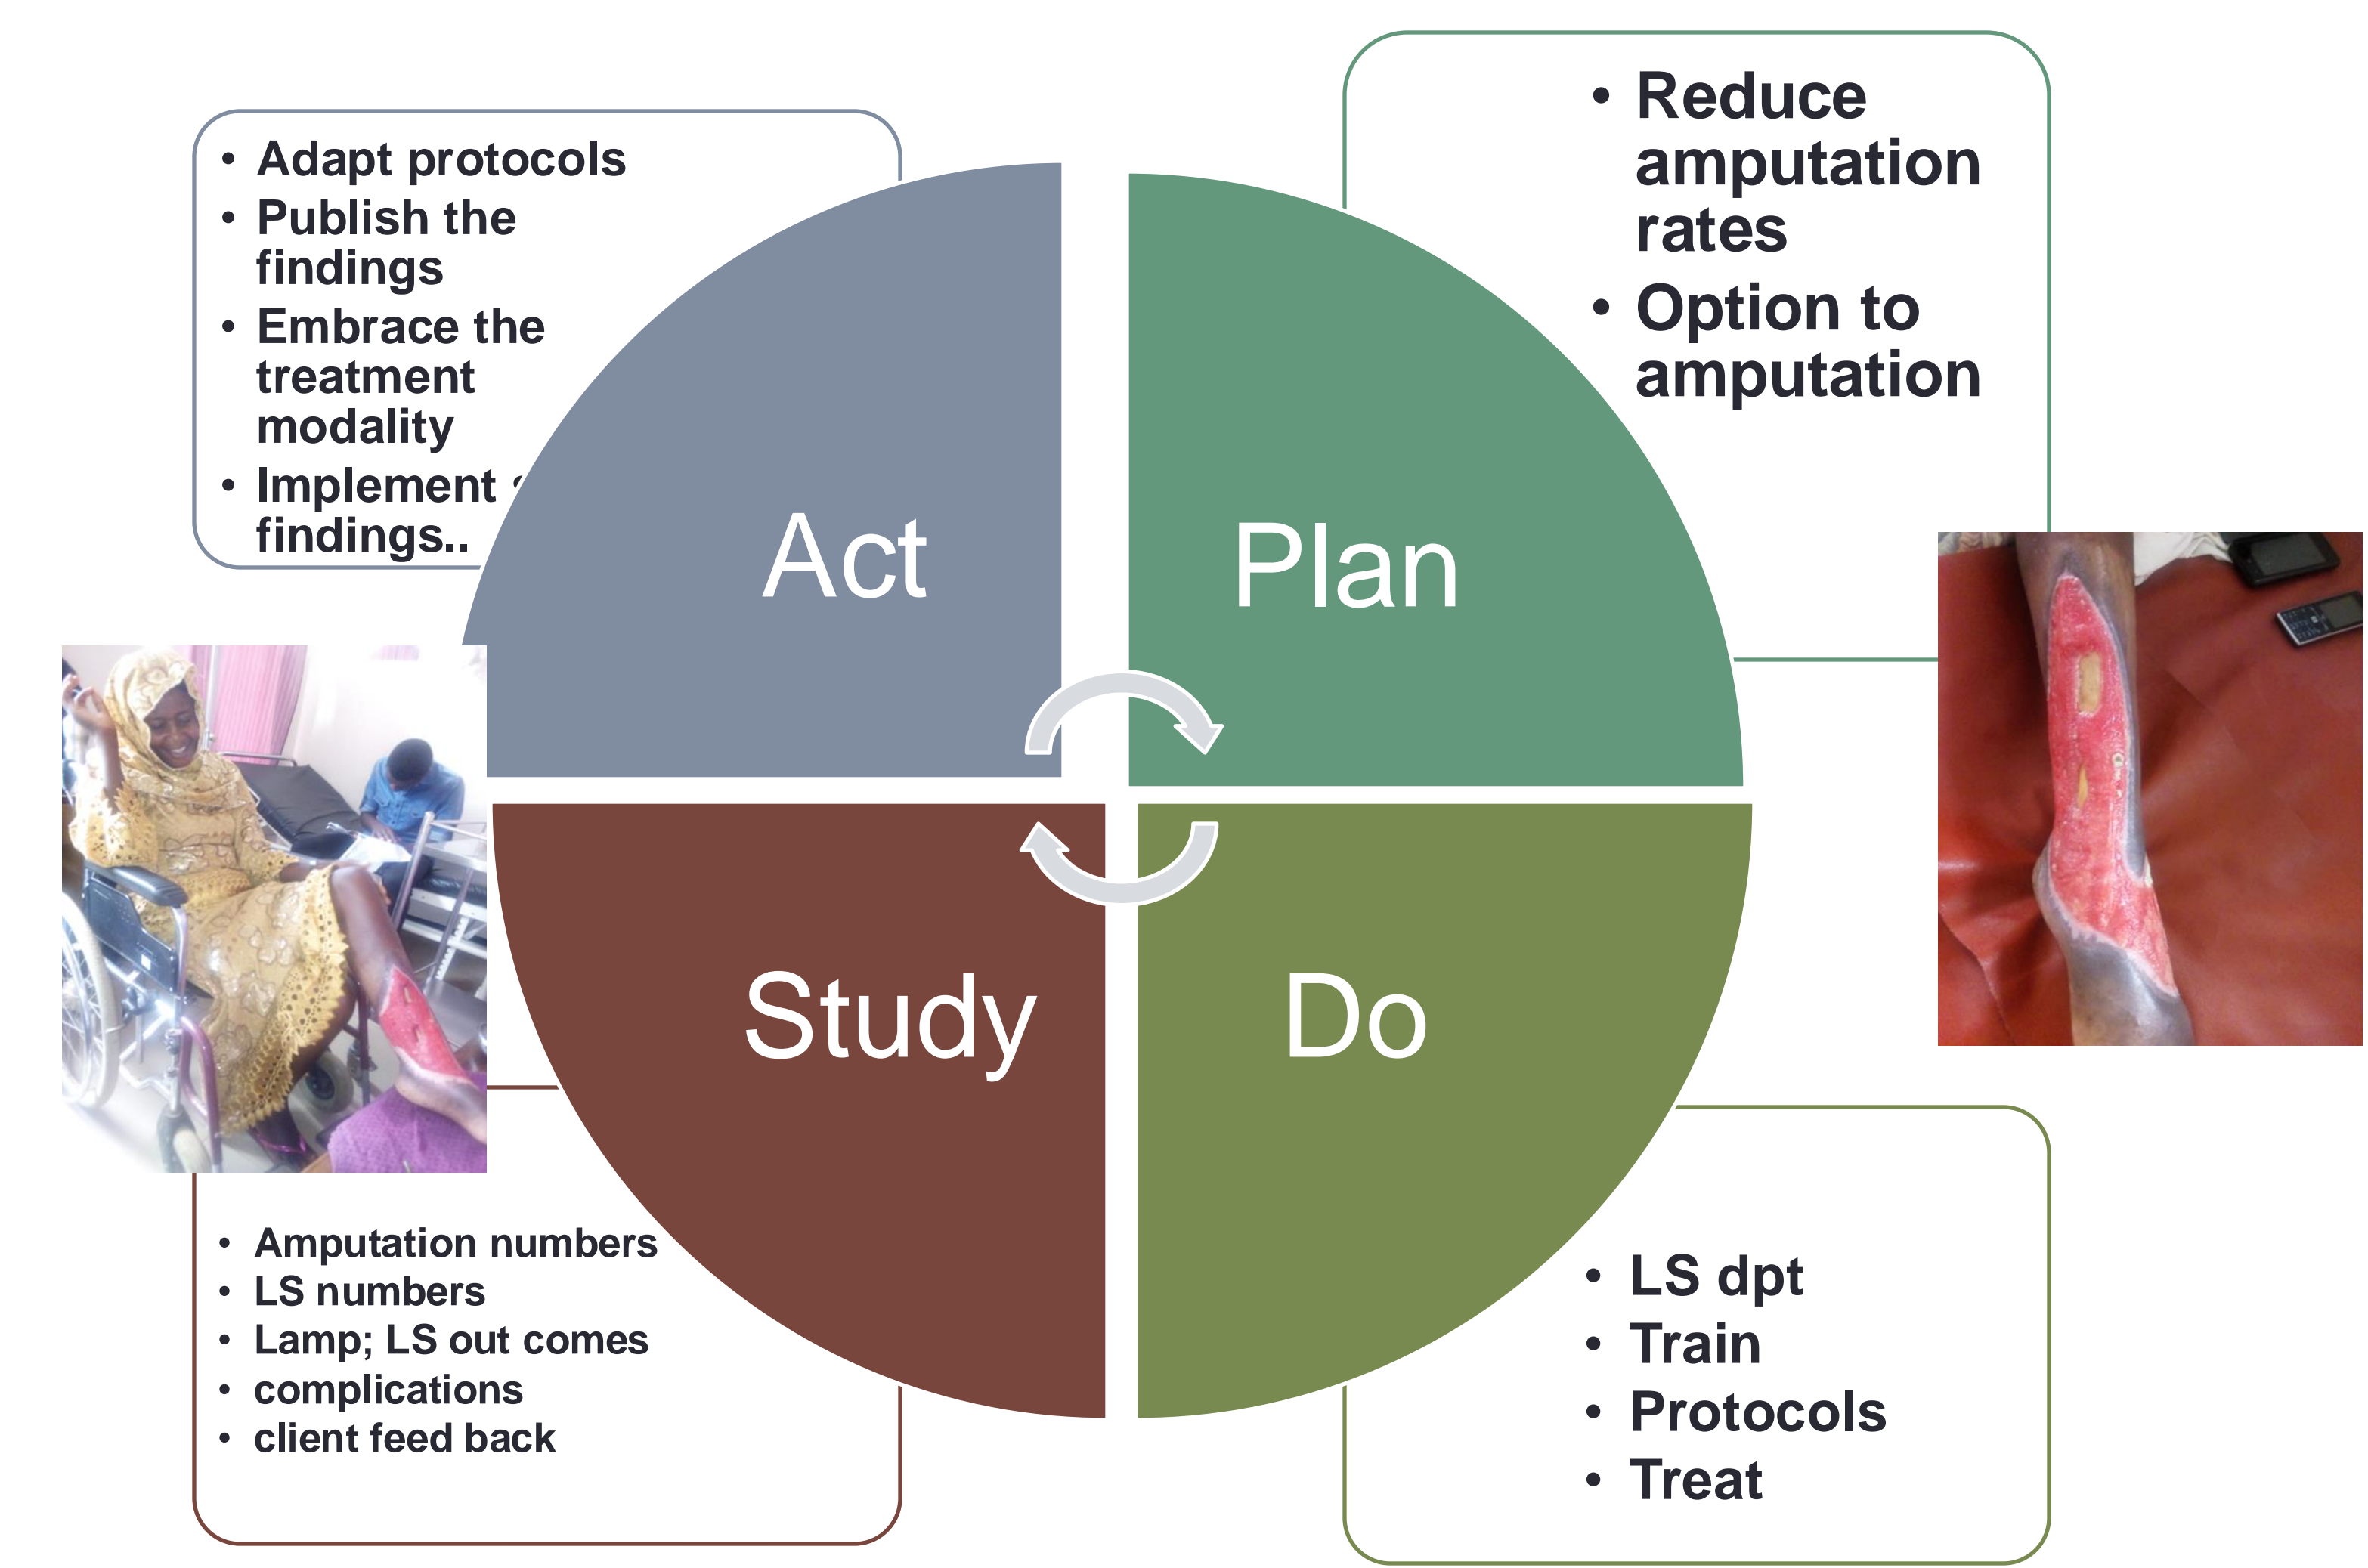 • Adapt protocols
• Publish the
findings
• Embrace the
treatment
modality
• Implement
findings..
• Reduce
amputation
rates
• Option to
amputation
Act
Plan
Study
Do
• Amputation numbers
• LS numbers
• Lamp; LS out comes
• complications
• client feed back
• LS dpt
• Train
• Protocols
• Treat